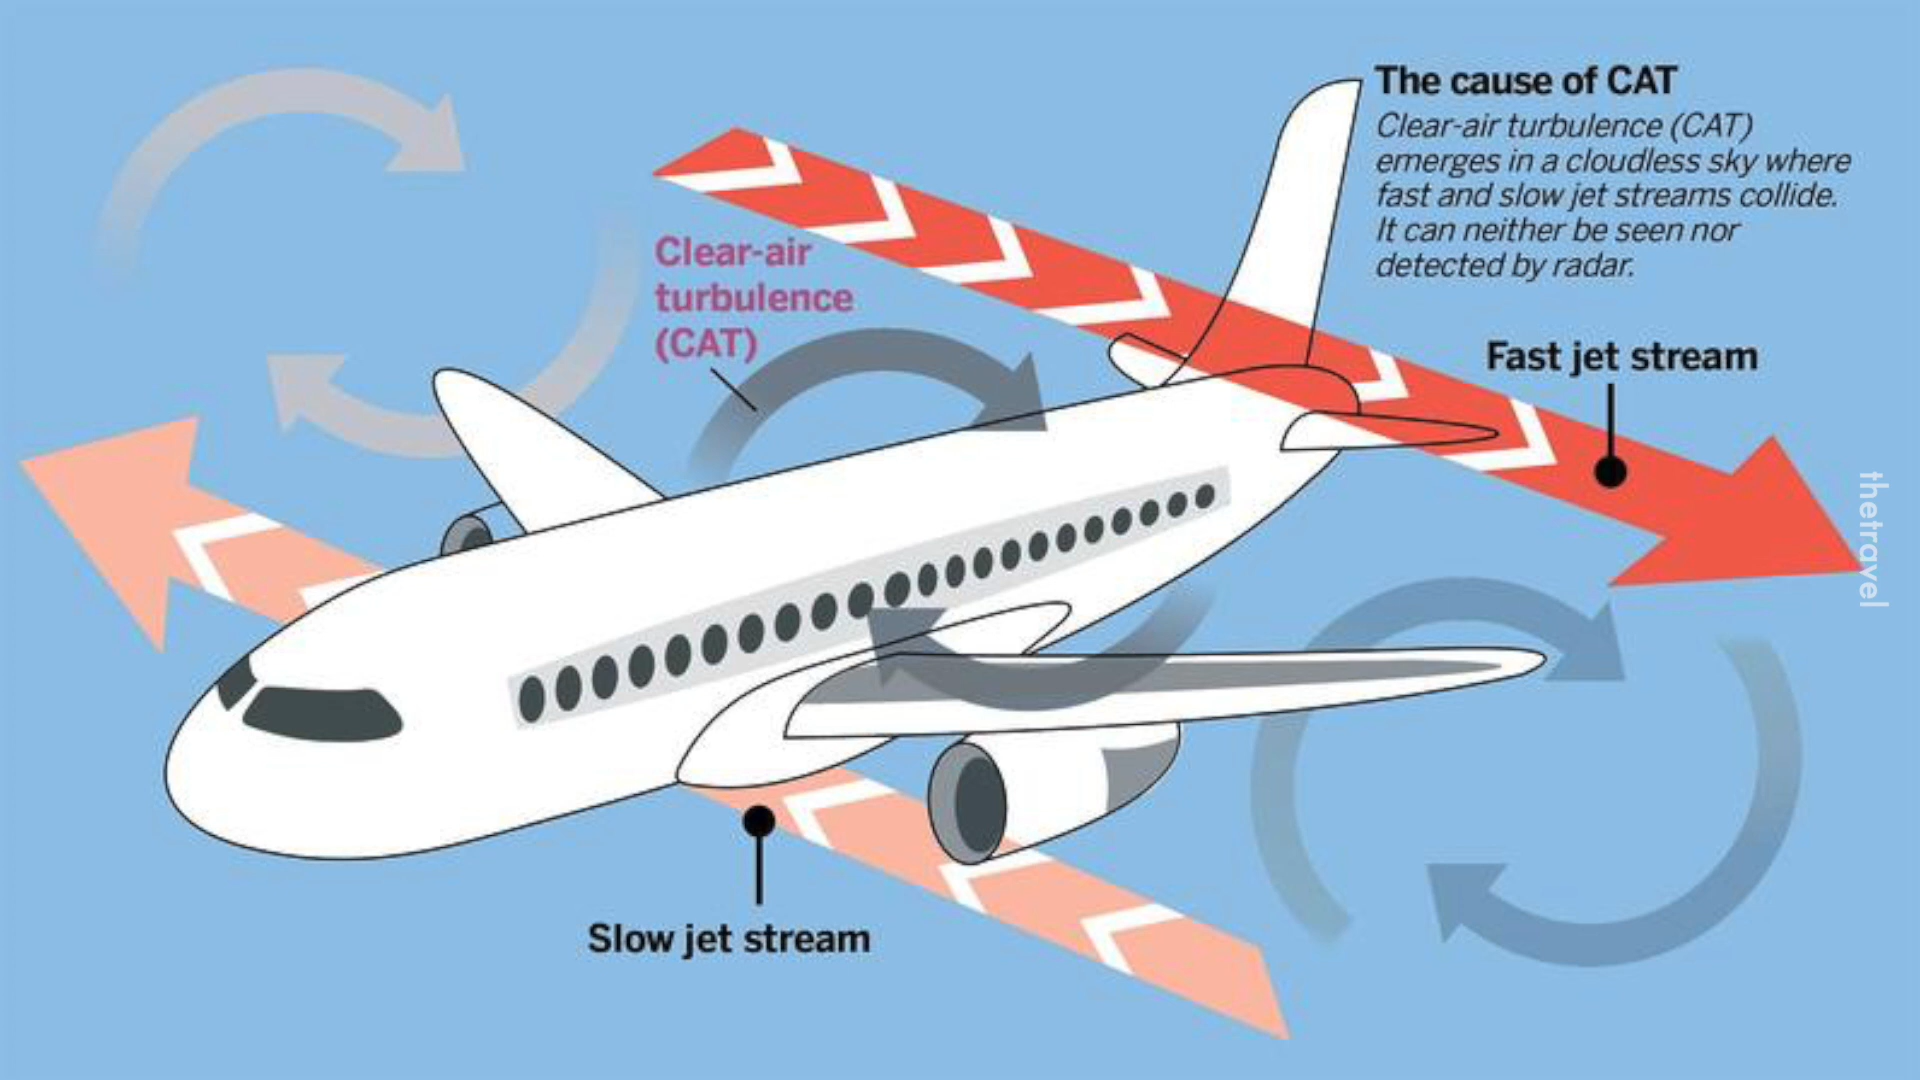 The cause of CAT
Clear-air turbulence (CAT)
emerges in a cloudless sky where
fast and slow jet streams collide.
It can neither be seen nor
detected by radar.
Clear-air
turbulence
(CAT)
Fast jet stream
thetravel
Slow jet stream